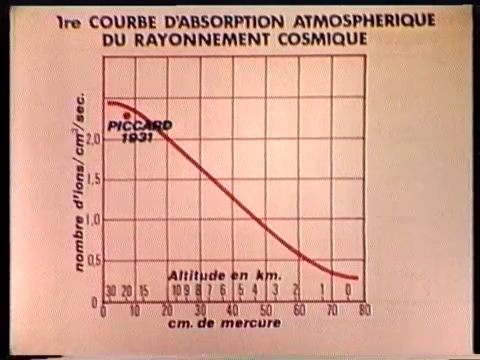 1re COURBE D'ABSORPTION ATMOSPHERIQUE
DU RAYONNEMENT COSMIQUE
nombre d'ions/cm³/sec.
PICCARD
1931
2,0
1,5
1,0
0,5
0
Altitude en km.
30 20 15 10 9 8 7 6 5 4 3 2 1 0
0 10 20 30 40 50 60 70 80
cm. de mercure